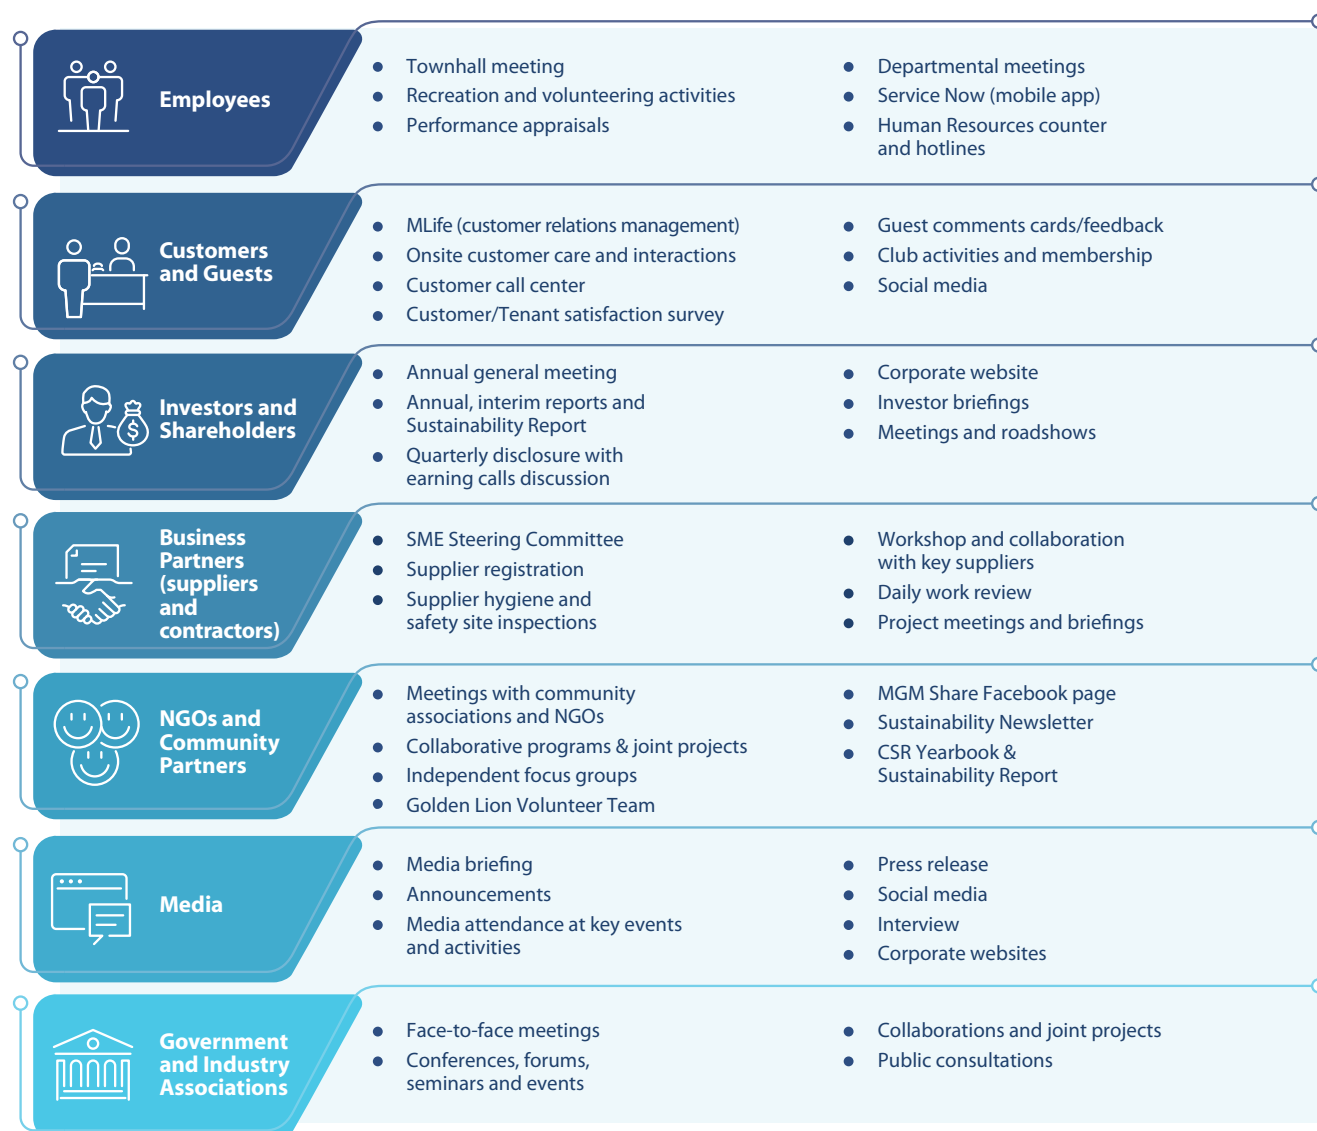 Employees
Townhall meeting
Recreation and volunteering activities
Performance appraisals
Departmental meetings
Service Now (mobile app)
Human Resources counter
and hotlines
Customers
and Guests
MLife (customer relations management)
Onsite customer care and interactions
Customer call center
Customer/Tenant satisfaction survey
Guest comments cards/feedback
Club activities and membership
Social media
Investors and
Shareholders
$
Annual general meeting
Annual, interim reports and
Sustainability Report
Quarterly disclosure with
earning calls discussion
Corporate website
Investor briefings
Meetings and roadshows
Business
Partners
(suppliers
and
contractors)
SME Steering Committee
Supplier registration
Supplier hygiene and
safety site inspections
Workshop and collaboration
with key suppliers
Daily work review
Project meetings and briefings
NGOs and
Community
Partners
Meetings with community
associations and NGOs
Collaborative programs & joint projects
Independent focus groups
Golden Lion Volunteer Team
MGM Share Facebook page
Sustainability Newsletter
CSR Yearbook &
Sustainability Report
Media
Media briefing
Announcements
Media attendance at key events
and activities
Press release
Social media
Interview
Corporate websites
Government
and Industry
Associations
Face-to-face meetings
Conferences, forums,
seminars and events
Collaborations and joint projects
Public consultations